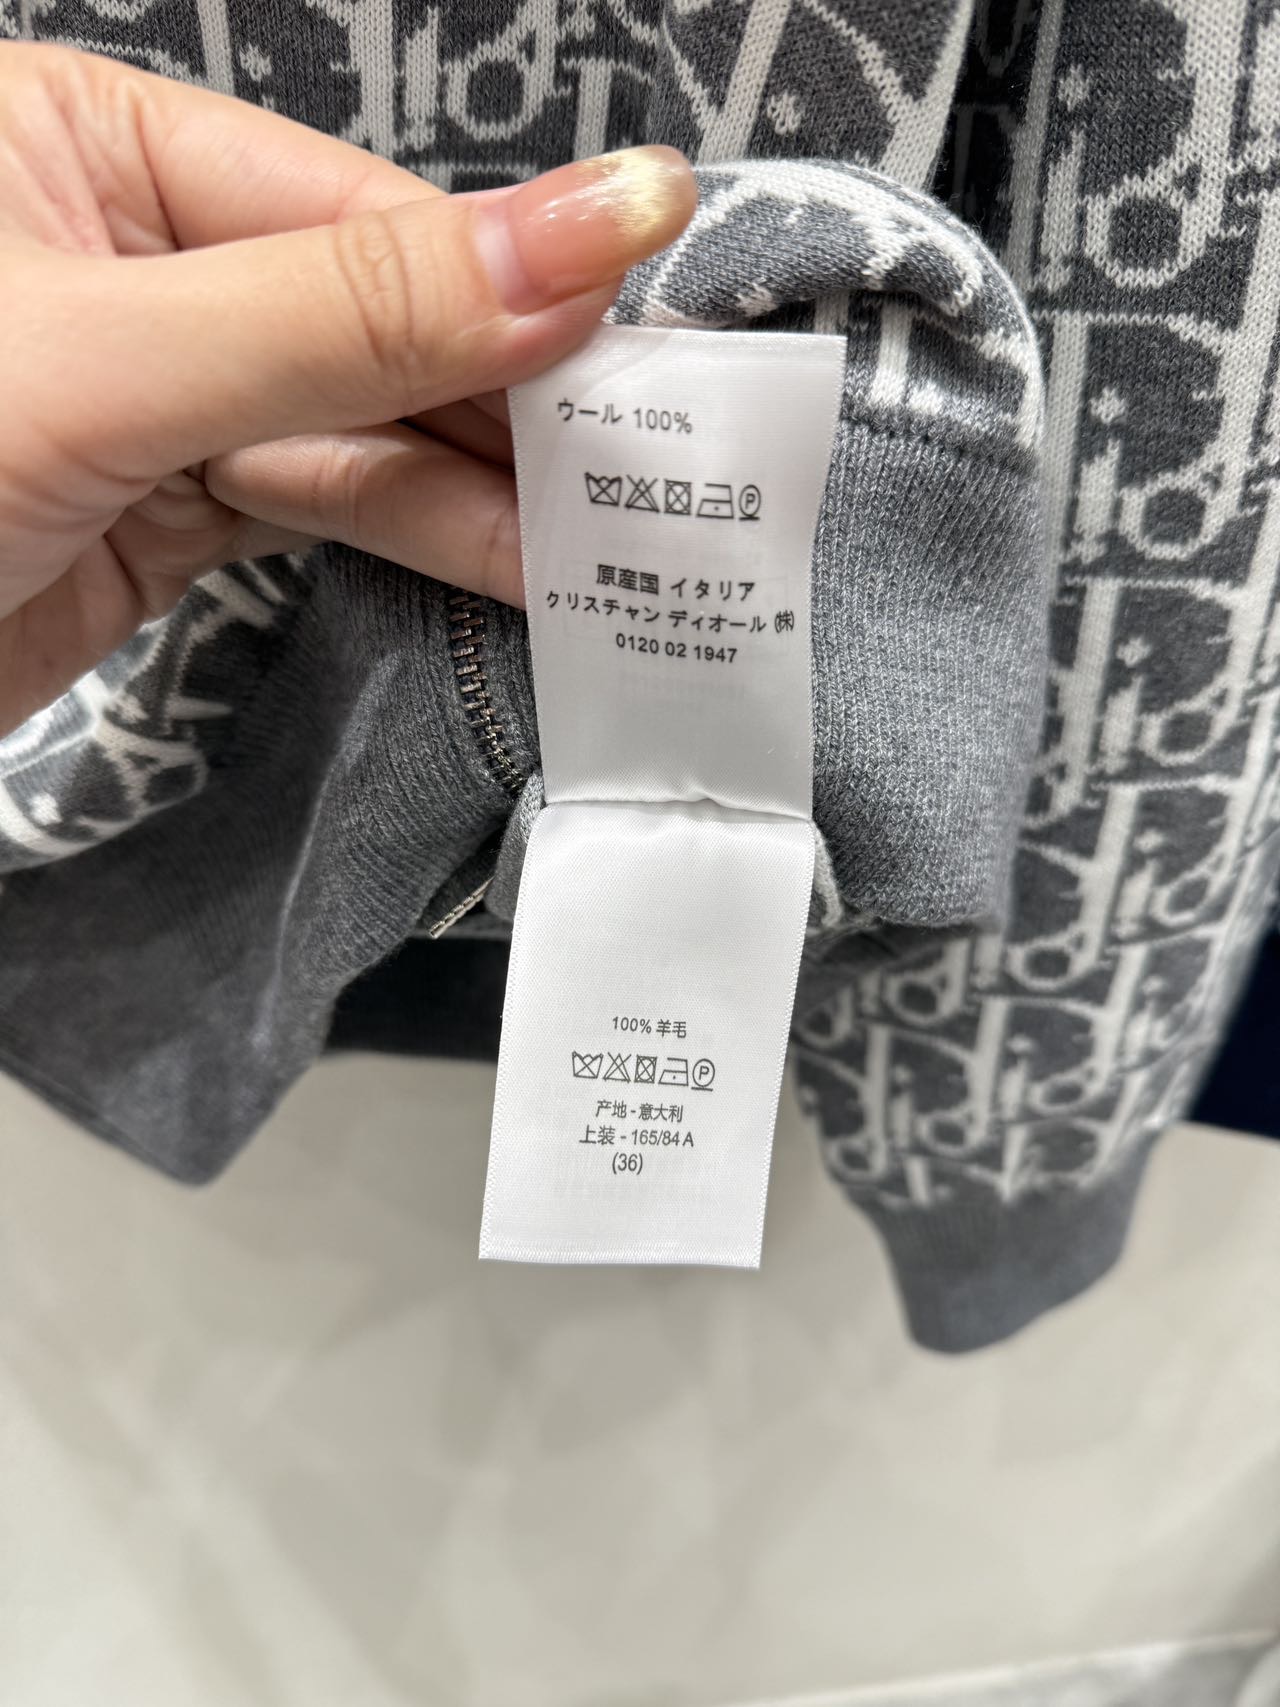 ウール 100%
P
原産国 イタリア
クリスチャン ディオール ㈱
0120 02 1947
100% 羊毛
P
产地 - 意大利
上装 - 165/84 A
(36)